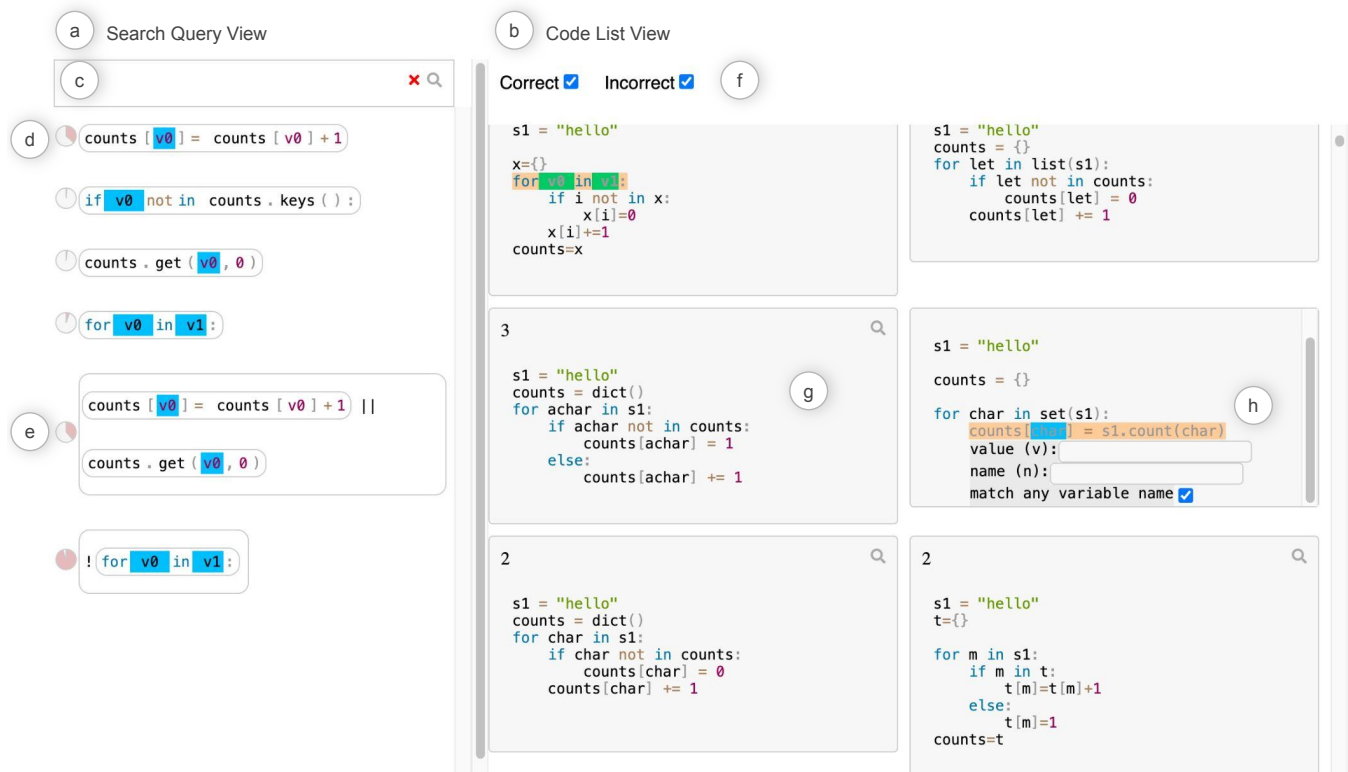 a Search Query View
c
d
counts [ v0 ] = counts [ v0 ] + 1
if v0 not in counts . keys ( ) :
counts . get ( v0 , 0 )
for v0 in v1 :
e
counts [ v0 ] = counts [ v0 ] + 1 ||
counts . get ( v0 , 0 )
! for v0 in v1 :
b Code List View
Correct Incorrect f
s1 = "hello"
x={}
for v0 in v1:
    if i not in x:
        x[i]=0
    x[i]+=1
counts=x
s1 = "hello"
counts = {}
for let in list(s1):
    if let not in counts:
        counts[let] = 0
    counts[let] += 1
3
g
s1 = "hello"
counts = dict()
for achar in s1:
    if achar not in counts:
        counts[achar] = 1
    else:
        counts[achar] += 1
s1 = "hello"
counts = {}
h
for char in set(s1):
    counts[char] = s1.count(char)
    value (v):
    name (n):
    match any variable name
2
s1 = "hello"
counts = dict()
for char in s1:
    if char not in counts:
        counts[char] = 0
    counts[char] += 1
2
s1 = "hello"
t={}
for m in s1:
    if m in t:
        t[m]=t[m]+1
    else:
        t[m]=1
counts=t